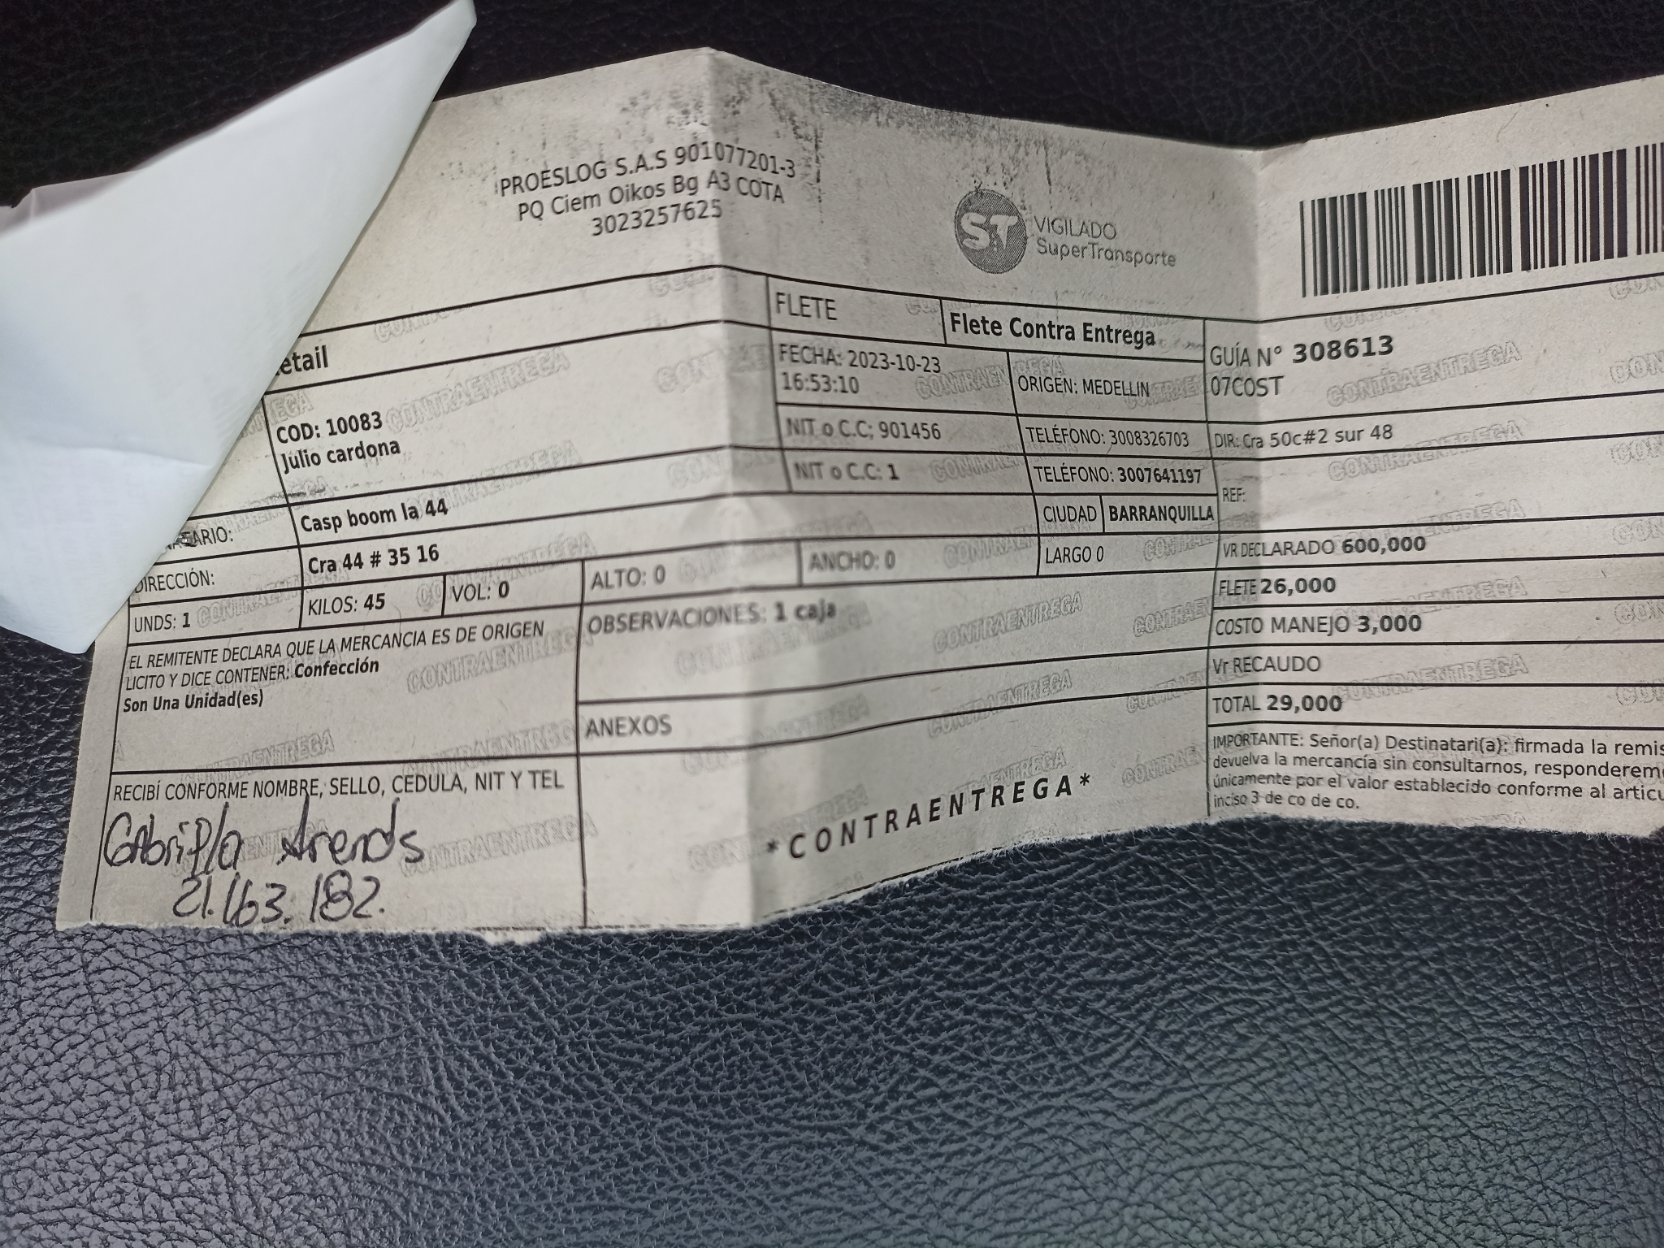 PROESLOG S.A.S 901077201-3
PQ Ciem Oikos Bg A3 COTA
3023257625
ST
VIGILADO
SuperTransporte
etail
FLETE
Flete Contra Entrega
GUÍA N° 308613
07COST
COD: 10083
Julio cardona
FECHA: 2023-10-23
16:53:10
ORIGEN: MEDELLIN
NIT o C.C: 901456
TELÉFONO: 3008326703
DIR: Cra 50c#2 sur 48
NIT o C.C: 1
TELÉFONO: 3007641197
REF:
ARIO:
Casp boom la 44
CIUDAD
BARRANQUILLA
DIRECCIÓN:
Cra 44 # 35 16
UNDS: 1
KILOS: 45
VOL: 0
ALTO: 0
ANCHO: 0
LARGO 0
VR DECLARADO 600,000
FLETE 26,000
COSTO MANEJO 3,000
Vr RECAUDO
TOTAL 29,000
EL REMITENTE DECLARA QUE LA MERCANCIA ES DE ORIGEN
LICITO Y DICE CONTENER: Confección
Son Una Unidad(es)
OBSERVACIONES: 1 caja
ANEXOS
IMPORTANTE: Señor(a) Destinatari(a): firmada la remis
devuelva la mercancía sin consultarnos, responderem
únicamente por el valor establecido conforme al articu
inciso 3 de co de co.
RECIBÍ CONFORME NOMBRE, SELLO, CEDULA, NIT Y TEL
Arends
21.163.182.
*CONTRAENTREGA*